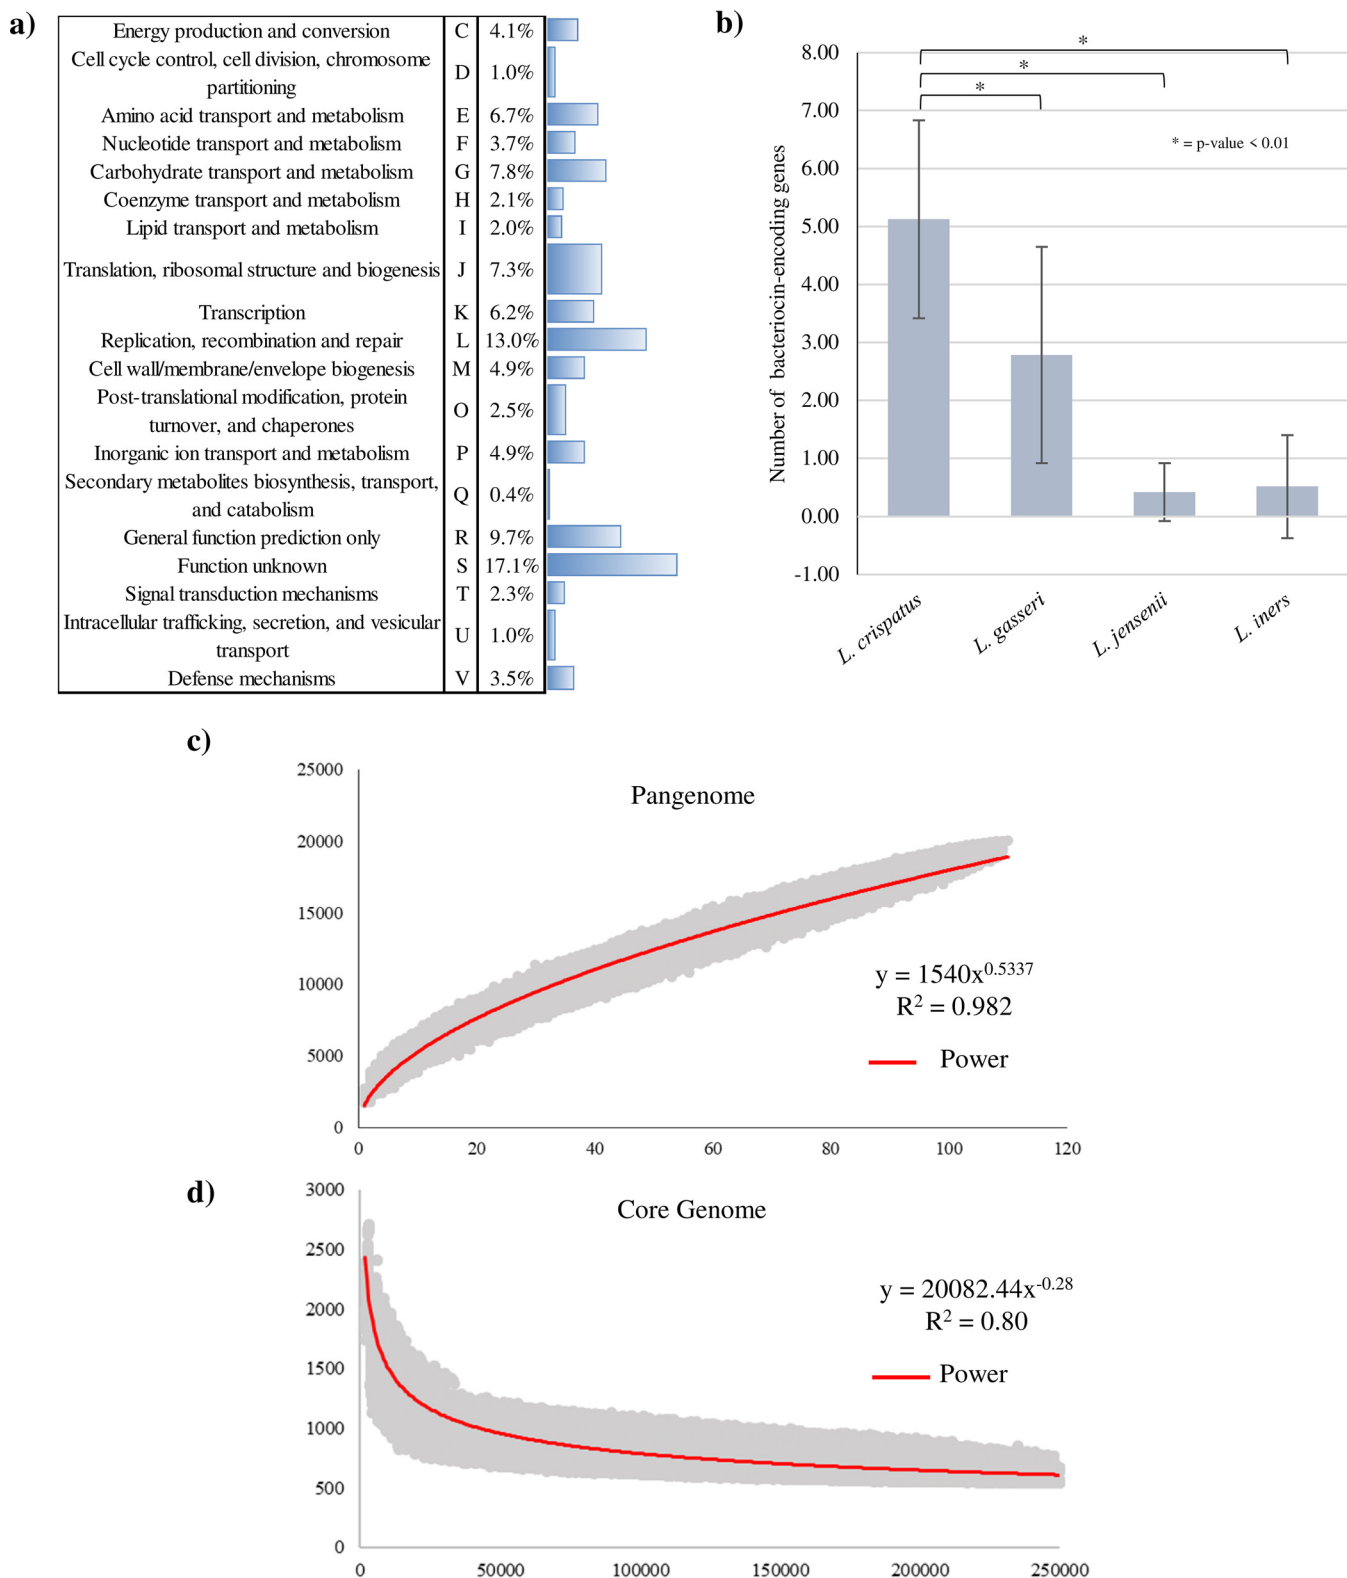 a)
Energy production and conversion C 4.1%
Cell cycle control, cell division, chromosome
partitioning D 1.0%
Amino acid transport and metabolism E 6.7%
Nucleotide transport and metabolism F 3.7%
Carbohydrate transport and metabolism G 7.8%
Coenzyme transport and metabolism H 2.1%
Lipid transport and metabolism I 2.0%
Translation, ribosomal structure and biogenesis J 7.3%
Transcription K 6.2%
Replication, recombination and repair L 13.0%
Cell wall/membrane/envelope biogenesis M 4.9%
Post-translational modification, protein
turnover, and chaperones O 2.5%
Inorganic ion transport and metabolism P 4.9%
Secondary metabolites biosynthesis, transport,
and catabolism Q 0.4%
General function prediction only R 9.7%
Function unknown S 17.1%
Signal transduction mechanisms T 2.3%
Intracellular trafficking, secretion, and vesicular
transport U 1.0%
Defense mechanisms V 3.5%
b)
Number of bacteriocin-encoding genes
8.00
7.00
6.00
5.00
4.00
3.00
2.00
1.00
0.00
-1.00
*
*
*
* = p-value < 0.01
L. crispatus
L. gasseri
L. jensenii
L. iners
c)
Pangenome
25000
20000
15000
10000
5000
0
0 20 40 60 80 100 120
y = 1540x^0.5337
R² = 0.982
Power
d)
Core Genome
3000
2500
2000
1500
1000
500
0
0 50000 100000 150000 200000 250000
y = 20082.44x^-0.28
R² = 0.80
Power